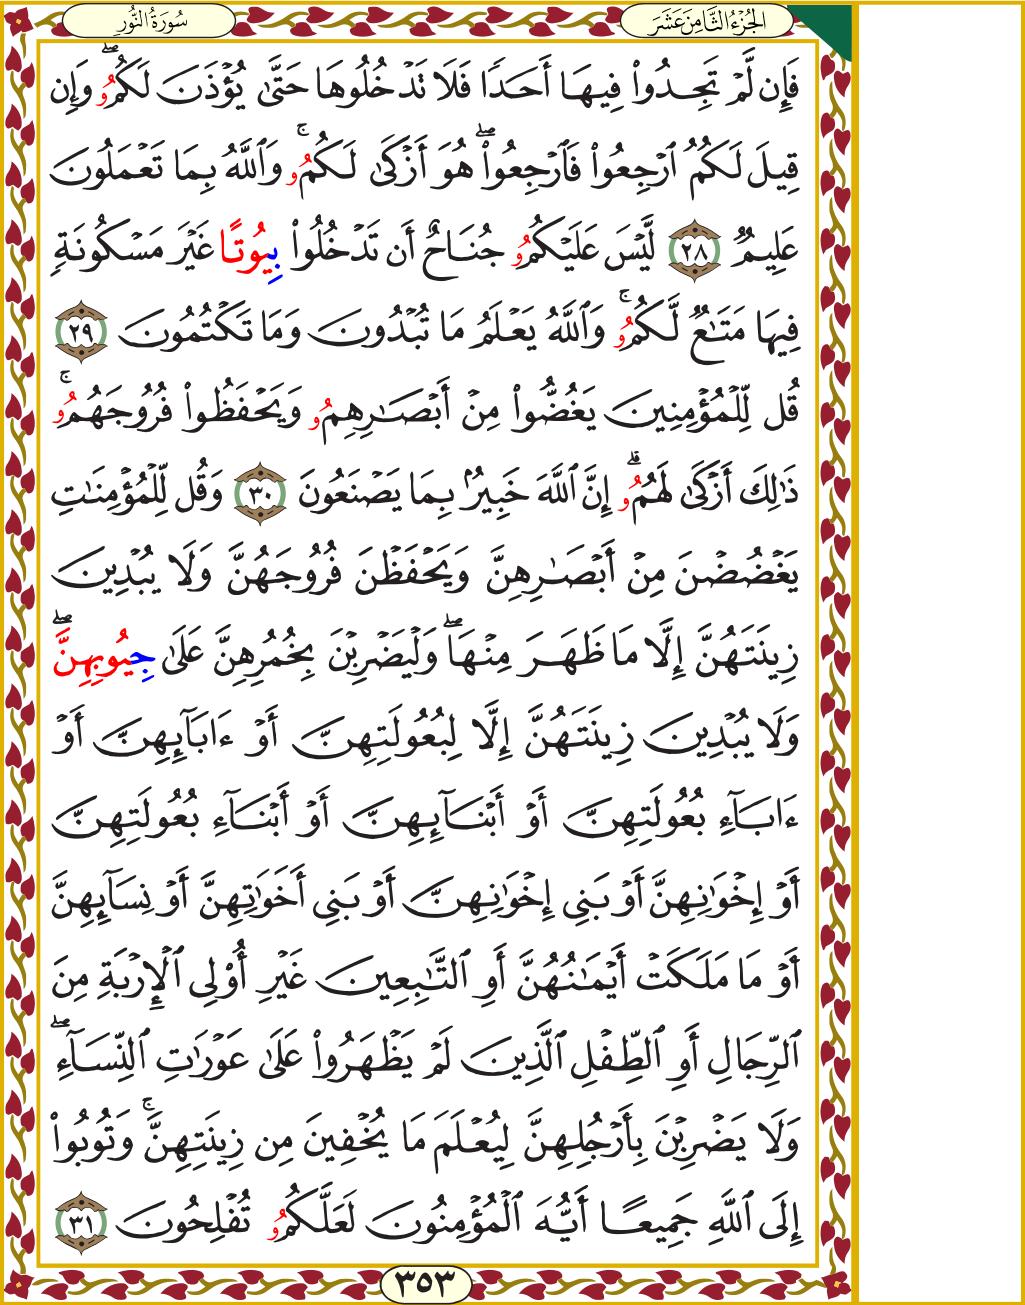 الجُزْءُ الثَّامِنَ عَشَرَ
سُورَةُ النُّورِ
فَإِن لَّمْ تَجِدُوا۟ فِيهَا أَحَدًا فَلَا تَدْخُلُوهَا حَتَّىٰ يُؤْذَنَ لَكُمُۥۖ وَإِن
قِيلَ لَكُمُ ٱرْجِعُوا۟ فَٱرْجِعُوا۟ۖ هُوَ أَزْكَىٰ لَكُمُۥۚ وَٱللَّهُ بِمَا تَعْمَلُونَ
عَلِيمٌ ٢٨ لَّيْسَ عَلَيْكُمُۥ جُنَاحٌ أَن تَدْخُلُوا۟ بِيُوتًا غَيْرَ مَسْكُونَةٍ
فِيهَا مَتَـٰعٌ لَّكُمُۥۚ وَٱللَّهُ يَعْلَمُ مَا تُبْدُونَ وَمَا تَكْتُمُونَ ٢٩
قُل لِّلْمُؤْمِنِينَ يَغُضُّوا۟ مِنْ أَبْصَـٰرِهِمُۥ وَيَحْفَظُوا۟ فُرُوجَهُمُۥۚ
ذَٰلِكَ أَزْكَىٰ لَهُمُۥۗ إِنَّ ٱللَّهَ خَبِيرٌۢ بِمَا يَصْنَعُونَ ٣٠ وَقُل لِّلْمُؤْمِنَـٰتِ
يَغْضُضْنَ مِنْ أَبْصَـٰرِهِنَّ وَيَحْفَظْنَ فُرُوجَهُنَّ وَلَا يُبْدِينَ
زِينَتَهُنَّ إِلَّا مَا ظَهَرَ مِنْهَاۖ وَلْيَضْرِبْنَ بِخُمُرِهِنَّ عَلَىٰ جِيُوبِهِنَّۖ
وَلَا يُبْدِينَ زِينَتَهُنَّ إِلَّا لِبُعُولَتِهِنَّ أَوْ ءَابَآئِهِنَّ أَوْ
ءَابَآءِ بُعُولَتِهِنَّ أَوْ أَبْنَآئِهِنَّ أَوْ أَبْنَآءِ بُعُولَتِهِنَّ
أَوْ إِخْوَٰنِهِنَّ أَوْ بَنِى إِخْوَٰنِهِنَّ أَوْ بَنِى أَخَوَٰتِهِنَّ أَوْ نِسَآئِهِنَّ
أَوْ مَا مَلَكَتْ أَيْمَـٰنُهُنَّ أَوِ ٱلتَّـٰبِعِينَ غَيْرِ أُو۟لِى ٱلْإِرْبَةِ مِنَ
ٱلرِّجَالِ أَوِ ٱلطِّفْلِ ٱلَّذِينَ لَمْ يَظْهَرُوا۟ عَلَىٰ عَوْرَٰتِ ٱلنِّسَآءِۖ
وَلَا يَضْرِبْنَ بِأَرْجُلِهِنَّ لِيُعْلَمَ مَا يُخْفِينَ مِن زِينَتِهِنَّۚ وَتُوبُوا۟
إِلَى ٱللَّهِ جَمِيعًا أَيُّهَ ٱلْمُؤْمِنُونَ لَعَلَّكُمُۥ تُفْلِحُونَ ٣١
٣٥٣